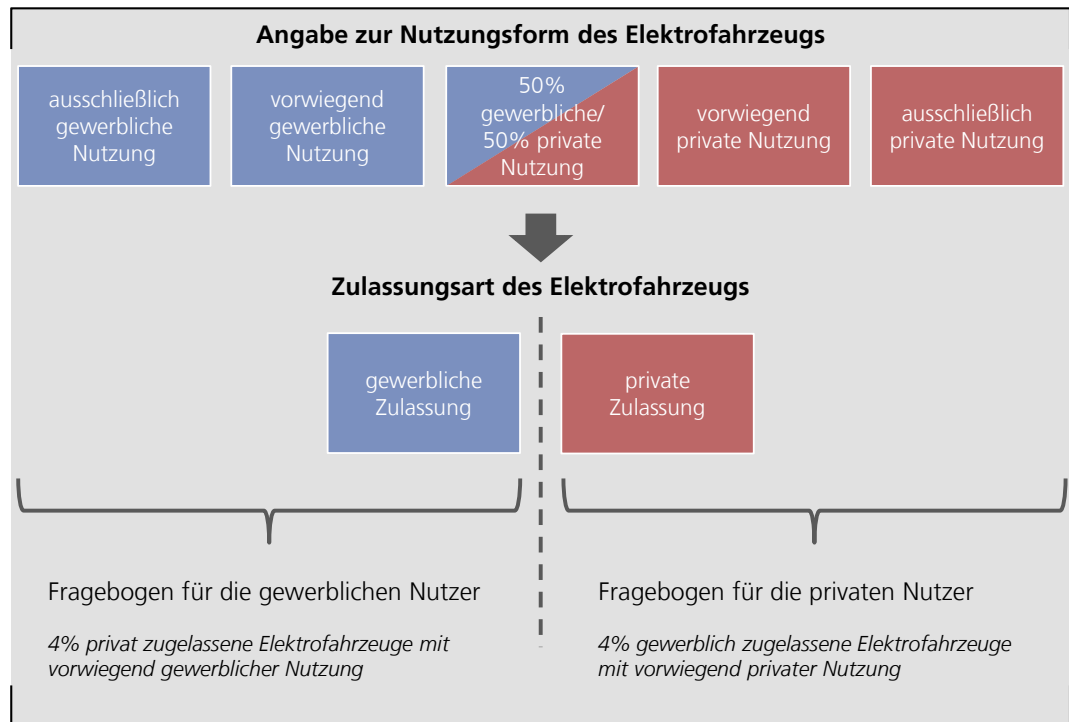 Angabe zur Nutzungsform des Elektrofahrzeugs
ausschließlich
gewerbliche
Nutzung
vorwiegend
gewerbliche
Nutzung
50%
gewerbliche/
50% private
Nutzung
vorwiegend
private Nutzung
ausschließlich
private Nutzung
Zulassungsart des Elektrofahrzeugs
gewerbliche
Zulassung
private
Zulassung
Fragebogen für die gewerblichen Nutzer
4% privat zugelassene Elektrofahrzeuge mit
vorwiegend gewerblicher Nutzung
Fragebogen für die privaten Nutzer
4% gewerblich zugelassene Elektrofahrzeuge
mit vorwiegend privater Nutzung